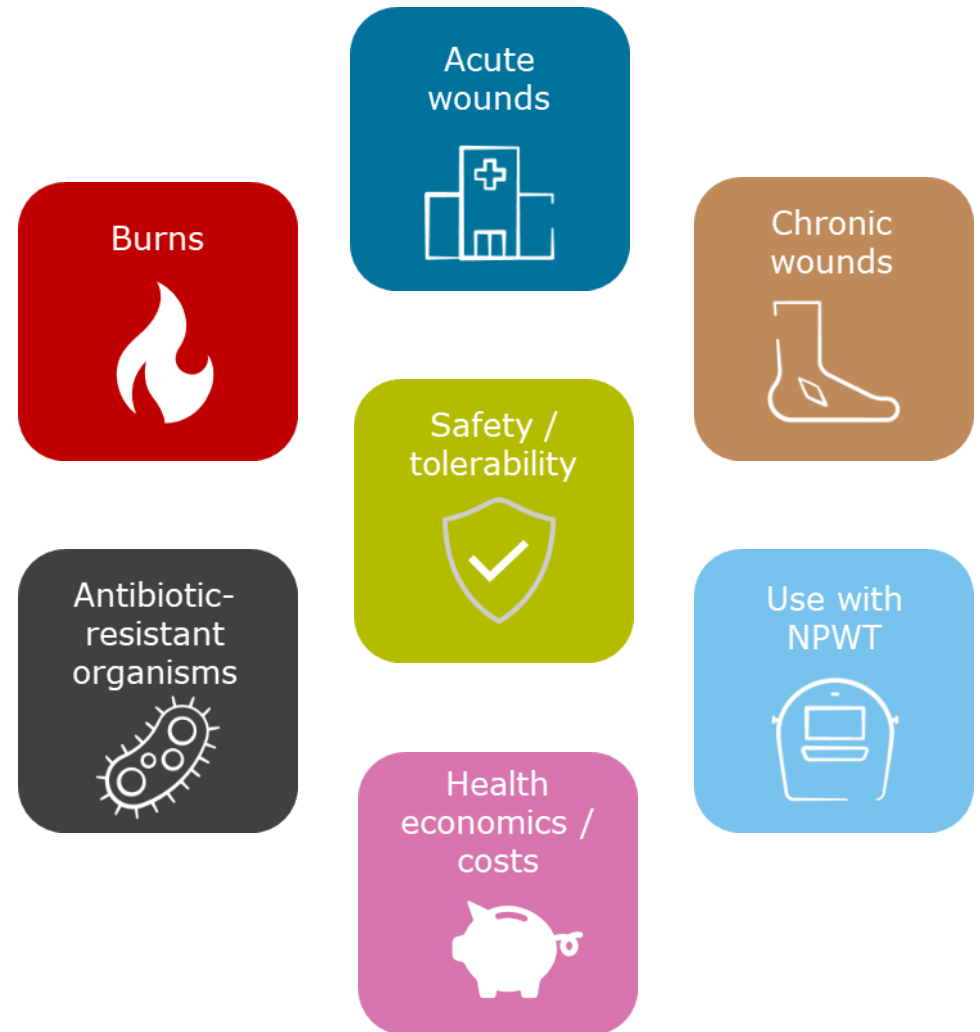 Acute
wounds
Burns
Chronic
wounds
Safety /
tolerability
Antibiotic-
resistant
organisms
Use with
NPWT
Health
economics /
costs